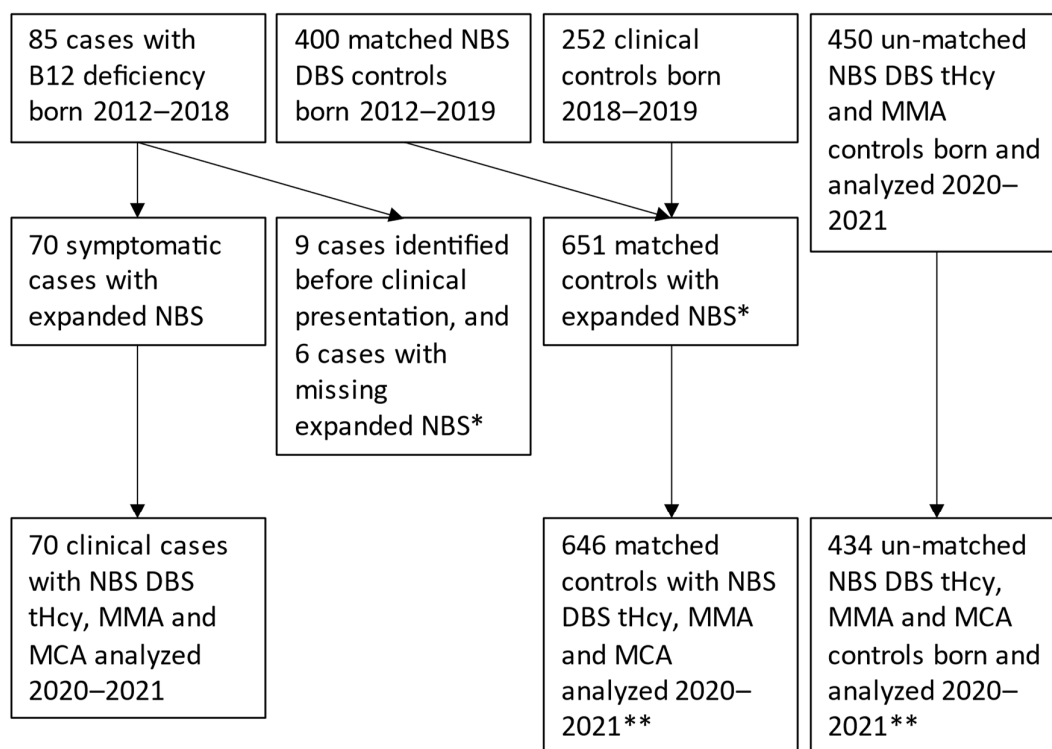 85 cases with
B12 deficiency
born 2012–2018
400 matched NBS
DBS controls
born 2012–2019
252 clinical
controls born
2018–2019
450 un-matched
NBS DBS tHcy
and MMA
controls born and
analyzed 2020–
2021
70 symptomatic
cases with
expanded NBS
9 cases identified
before clinical
presentation, and
6 cases with
missing
expanded NBS*
651 matched
controls with
expanded NBS*
70 clinical cases
with NBS DBS
tHcy, MMA and
MCA analyzed
2020–2021
646 matched
controls with NBS
DBS tHcy, MMA
and MCA
analyzed 2020–
2021**
434 un-matched
NBS DBS tHcy,
MMA and MCA
controls born and
analyzed 2020–
2021**